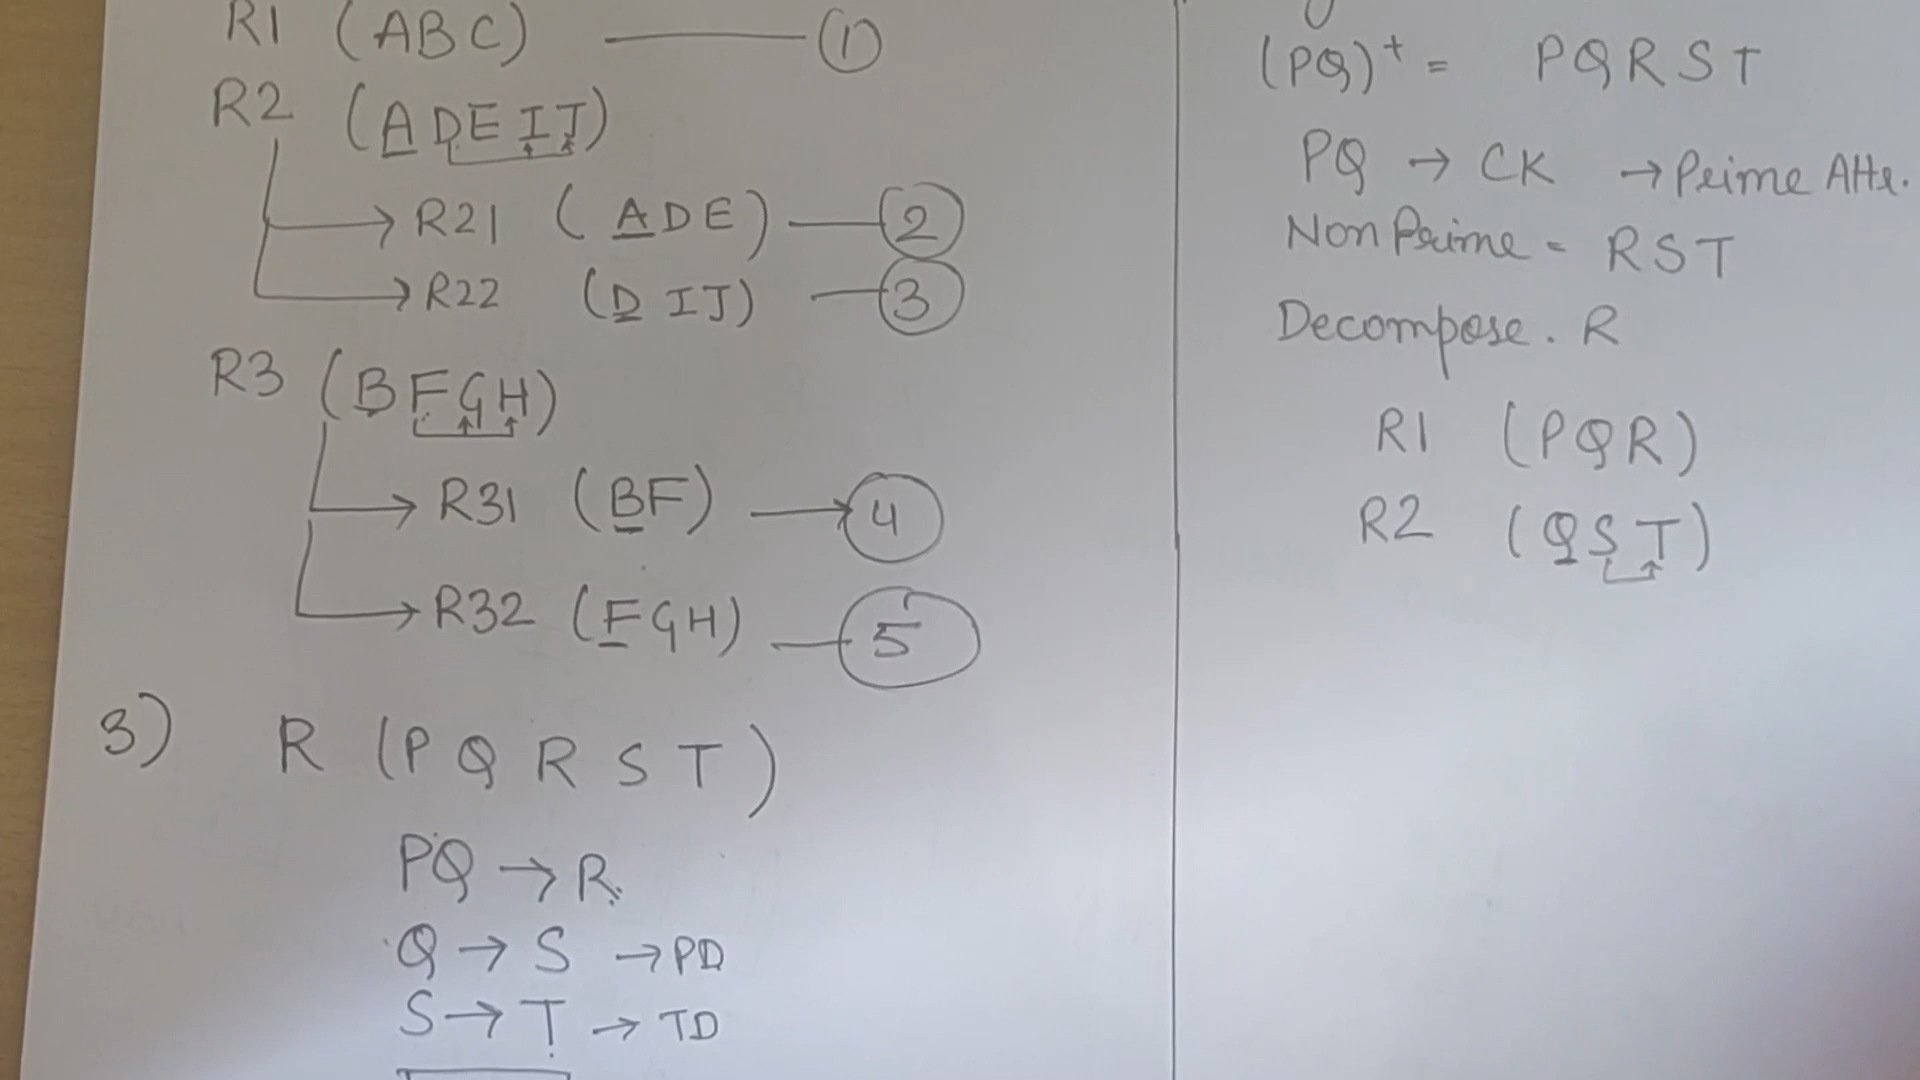 R1 (ABC) ——— ①
R2 (ADEIJ)
→ R21 (ADE) — ②
→ R22 (DIJ) — ③
R3 (BFGH)
→ R31 (BF) → ④
→ R32 (FGH) — ⑤
3) R (P Q R S T)
PQ → R
Q → S → PD
S → T → TD
(PQ)⁺ = PQRST
PQ → CK → Prime Attr.
Non Prime = RST
Decompose. R
R1 (PQR)
R2 (QST)